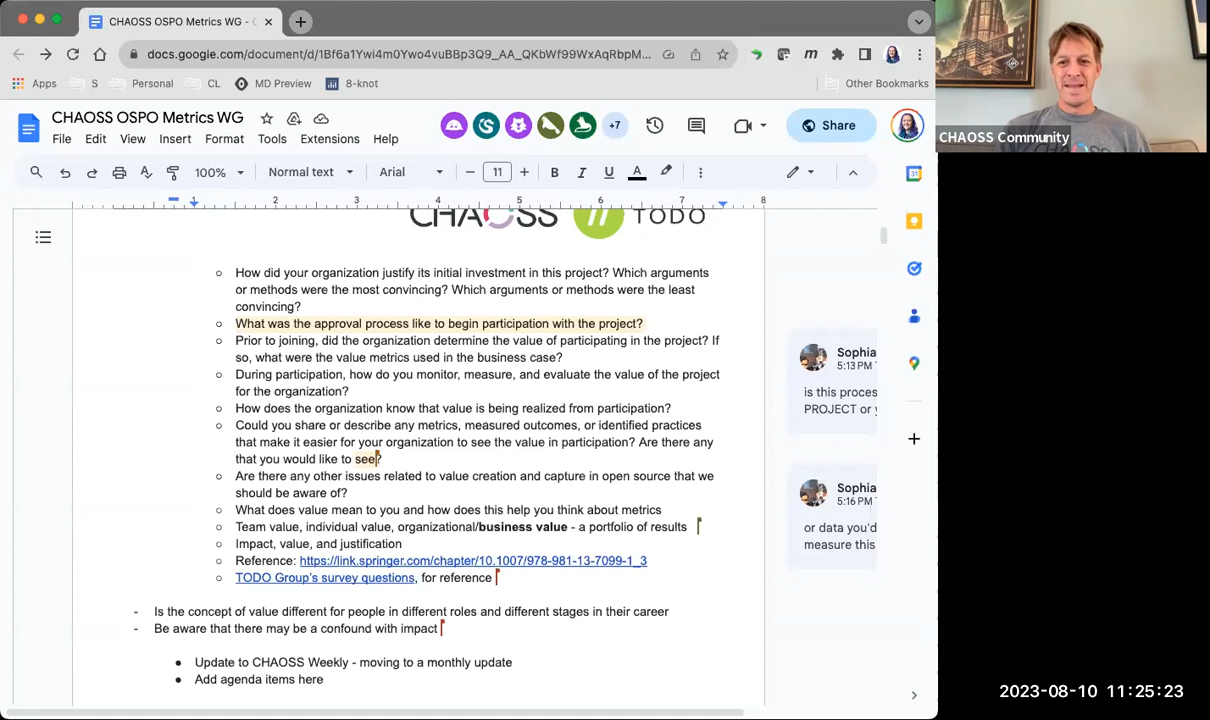 CHAOSS OSPO Metrics WG - C
docs.google.com/document/d/1Bf6a1Ywi4m0Ywo4vuBBp3Q9_AA_QKbWf99WxAqRbpM...
Apps S Personal CL MD Preview 8-knot Other Bookmarks
CHAOSS OSPO Metrics WG
File Edit View Insert Format Tools Extensions Help
+7
Share
CHAOSS Community
100% Normal text Arial 11 B I U A
1 2 3 4 5 6 7 8
CHAOSS TODO
How did your organization justify its initial investment in this project? Which arguments
or methods were the most convincing? Which arguments or methods were the least
convincing?
What was the approval process like to begin participation with the project?
Prior to joining, did the organization determine the value of participating in the project? If
so, what were the value metrics used in the business case?
During participation, how do you monitor, measure, and evaluate the value of the project
for the organization?
How does the organization know that value is being realized from participation?
Could you share or describe any metrics, measured outcomes, or identified practices
that make it easier for your organization to see the value in participation? Are there any
that you would like to see?
Are there any other issues related to value creation and capture in open source that we
should be aware of?
What does value mean to you and how does this help you think about metrics
Team value, individual value, organizational/business value - a portfolio of results
Impact, value, and justification
Reference: https://link.springer.com/chapter/10.1007/978-981-13-7099-1_3
TODO Group's survey questions, for reference
- Is the concept of value different for people in different roles and different stages in their career
- Be aware that there may be a confound with impact
● Update to CHAOSS Weekly - moving to a monthly update
● Add agenda items here
Sophia
5:13 PM T
is this proces
PROJECT or y
Sophia
5:16 PM T
or data you'd
measure this
2023-08-10 11:25:23